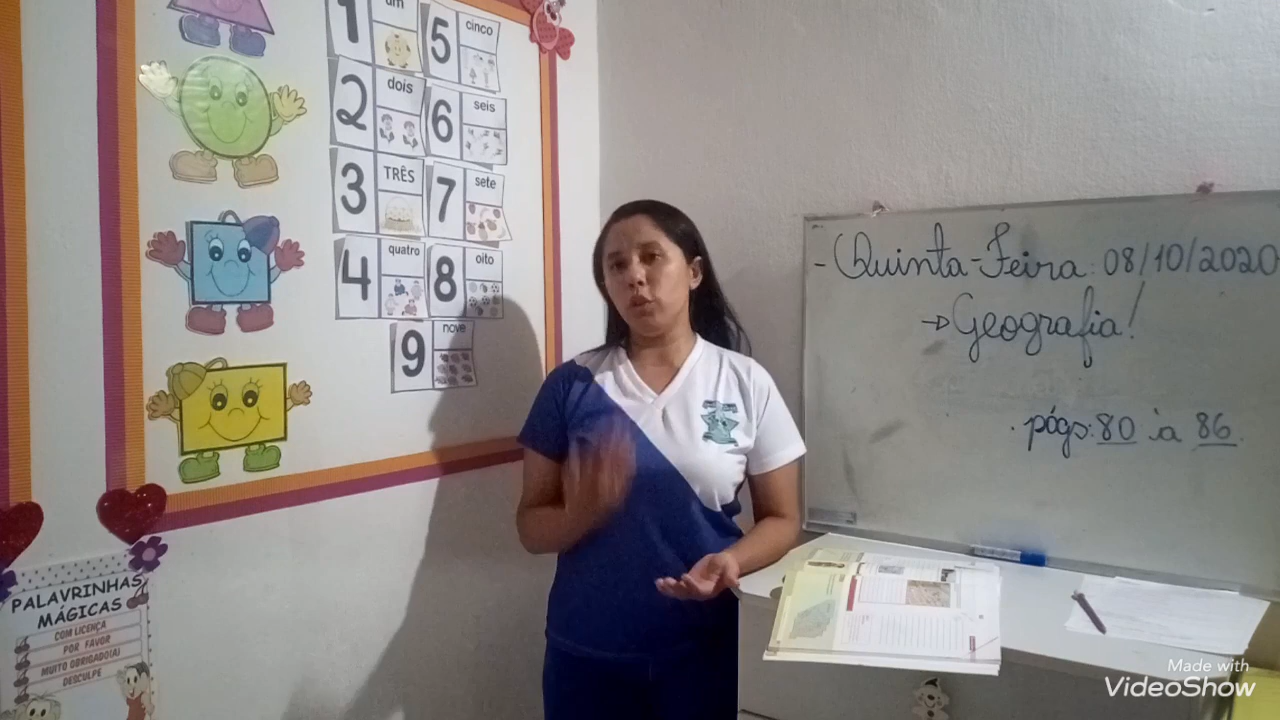 1 um
5 cinco
2 dois
6 seis
3 TRÊS
7 sete
4 quatro
8 oito
9 nove
- Quinta-Feira: 08/10/2020
→ Geografia!
. págs: 80 à 86.
PALAVRINHAS
MÁGICAS
COM LICENÇA
POR FAVOR
MUITO OBRIGADO(A)
DESCULPE
Made with
VideoShow